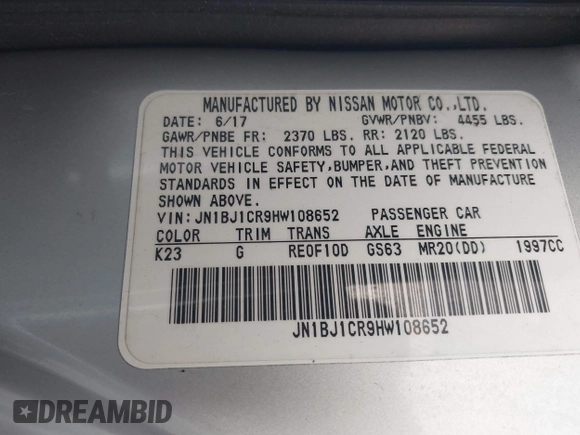 MANUFACTURED BY NISSAN MOTOR CO.,LTD.
DATE: 6/17 GVWR/PNBV: 4455 LBS.
GAWR/PNBE FR: 2370 LBS. RR: 2120 LBS.
THIS VEHICLE CONFORMS TO ALL APPLICABLE FEDERAL
MOTOR VEHICLE SAFETY,BUMPER,AND THEFT PREVENTION
STANDARDS IN EFFECT ON THE DATE OF MANUFACTURE
SHOWN ABOVE.
VIN: JN1BJ1CR9HW108652 PASSENGER CAR
COLOR TRIM TRANS AXLE ENGINE
K23 G RE0F10D GS63 MR20(DD) 1997CC
JN1BJ1CR9HW108652
DREAMBID